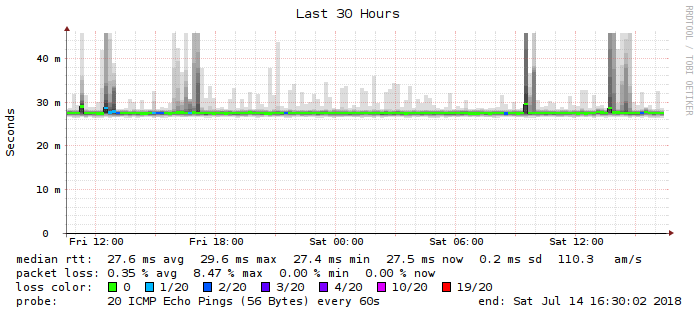 Last 30 Hours
RRDTOOL / TOBI OETIKER
Seconds
40 m
30 m
20 m
10 m
0
Fri 12:00 Fri 18:00 Sat 00:00 Sat 06:00 Sat 12:00
median rtt: 27.6 ms avg 29.6 ms max 27.4 ms min 27.5 ms now 0.2 ms sd 110.3 am/s
packet loss: 0.35 % avg 8.47 % max 0.00 % min 0.00 % now
loss color: 0 1/20 2/20 3/20 4/20 10/20 19/20
probe: 20 ICMP Echo Pings (56 Bytes) every 60s end: Sat Jul 14 16:30:02 2018